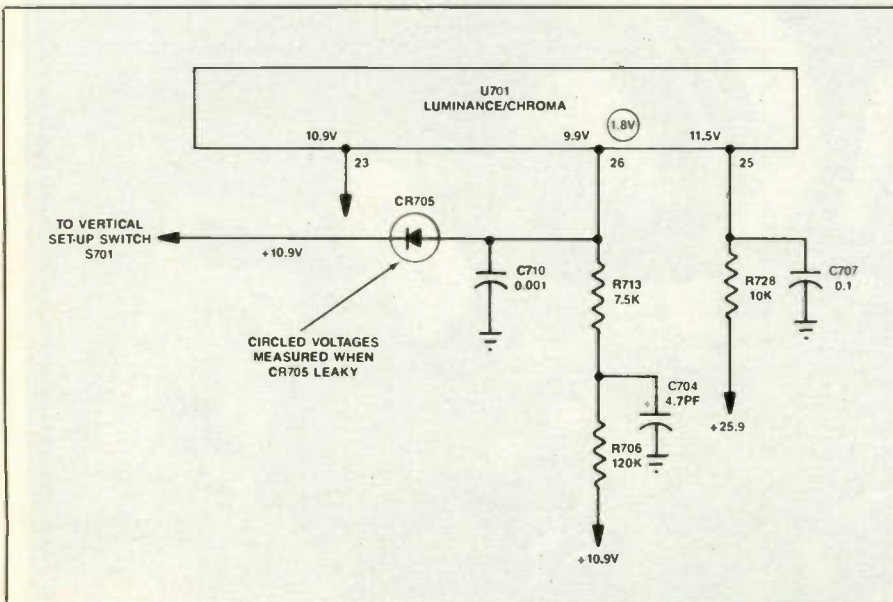 U701
LUMINANCE/CHROMA
10.9V
9.9V
1.8V
11.5V
23
26
25
CR705
TO VERTICAL
SET-UP SWITCH
S701
+10.9V
C710
0.001
R713
7.5K
R728
10K
C707
0.1
CIRCLED VOLTAGES
MEASURED WHEN
CR705 LEAKY
+
C704
4.7PF
+25.9
R706
120K
+10.9V